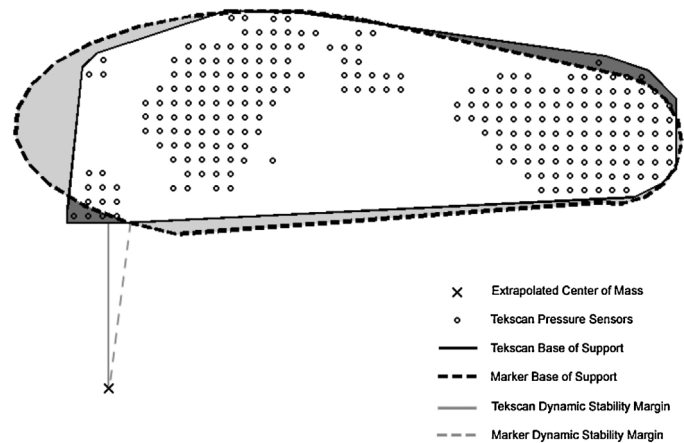 Extrapolated Center of Mass
Tekscan Pressure Sensors
Tekscan Base of Support
Marker Base of Support
Tekscan Dynamic Stability Margin
Marker Dynamic Stability Margin